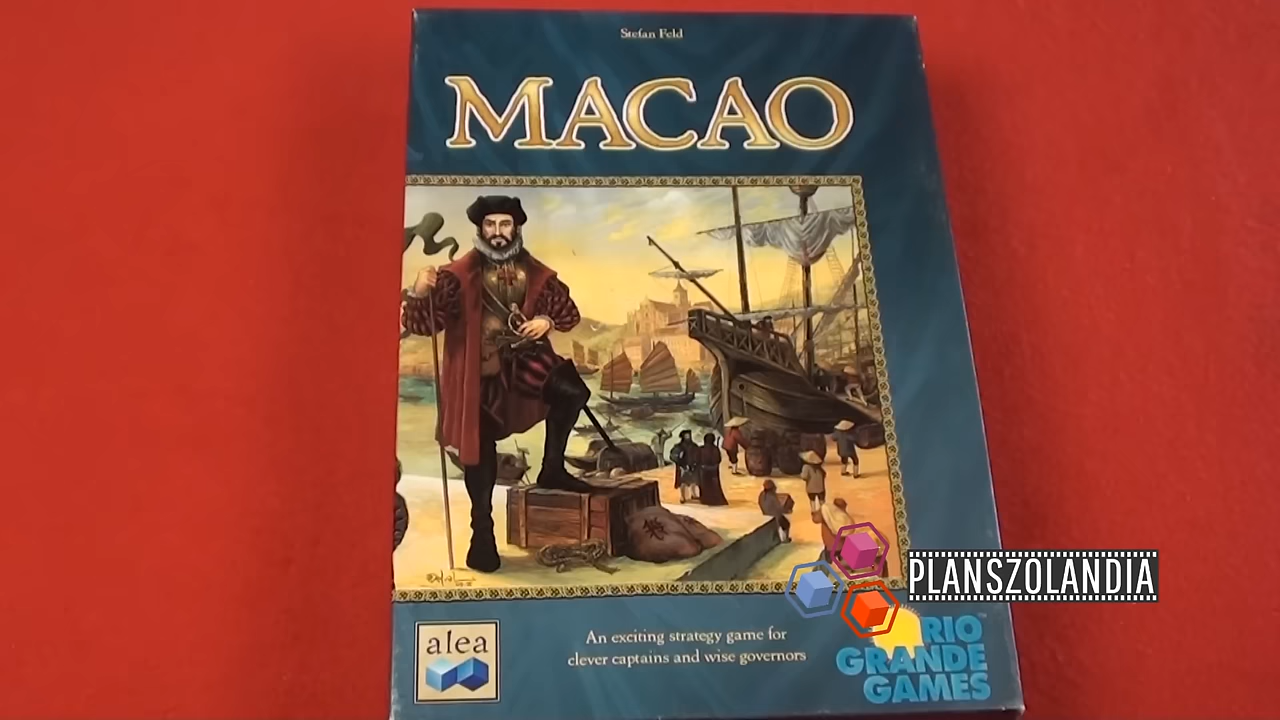 Stefan Feld
MACAO
alea
An exciting strategy game for
clever captains and wise governors
RIO
GRANDE
GAMES
PLANSZOLANDIA